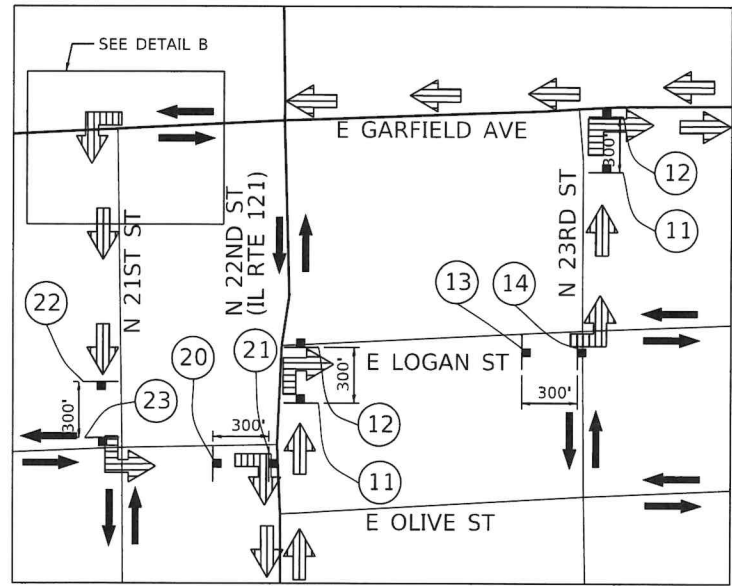 SEE DETAIL B
E GARFIELD AVE
300'
12
11
N 21ST ST
N 22ND ST
(IL RTE 121)
N 23RD ST
13
14
22
21
20
E LOGAN ST
300'
300'
300'
23
300'
12
11
E OLIVE ST